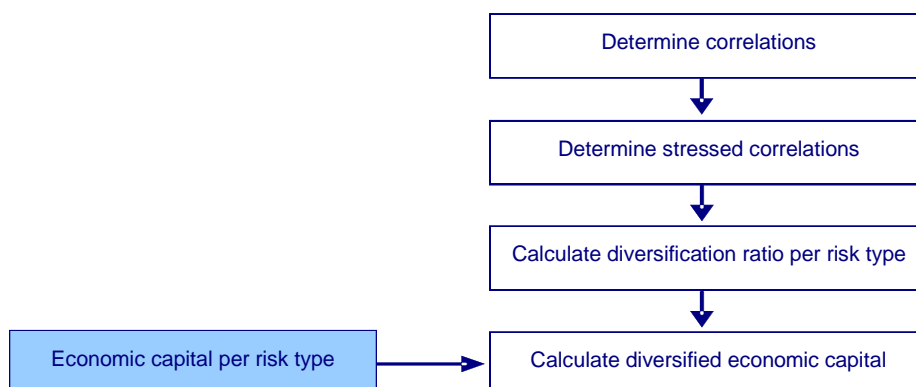 Determine correlations
Determine stressed correlations
Calculate diversification ratio per risk type
Economic capital per risk type
Calculate diversified economic capital